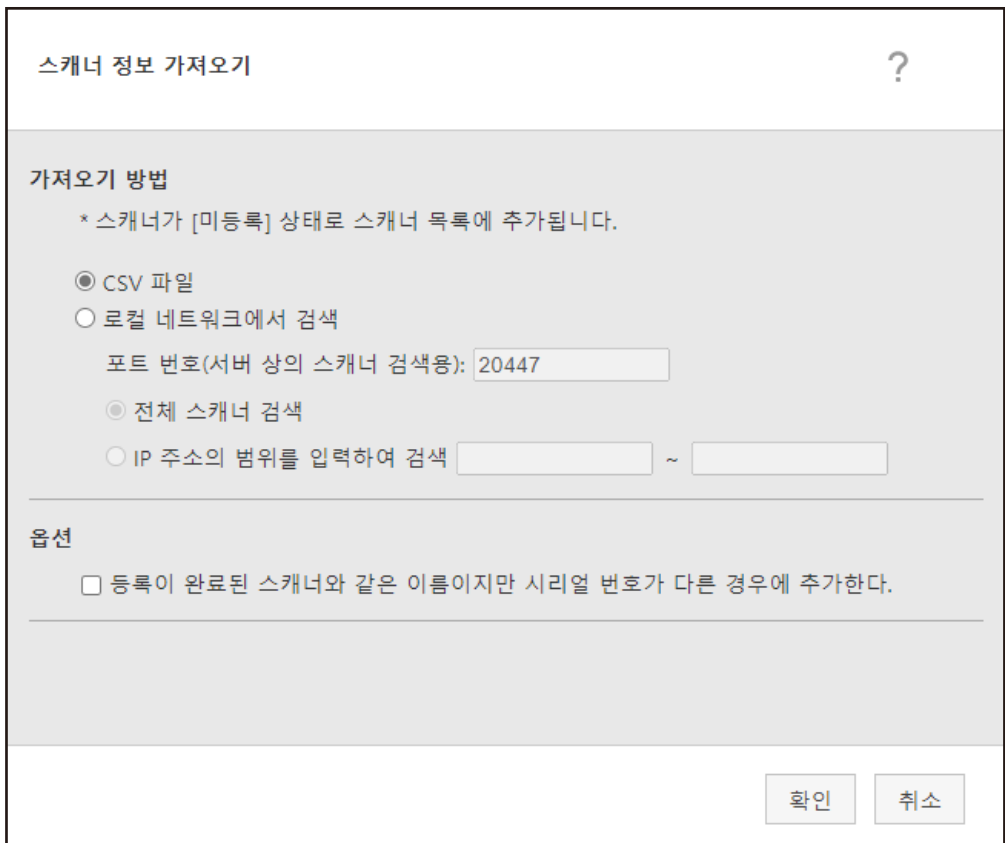 스캐너 정보 가져오기
?
가져오기 방법
* 스캐너가 [미등록] 상태로 스캐너 목록에 추가됩니다.
CSV 파일
로컬 네트워크에서 검색
포트 번호(서버 상의 스캐너 검색용): 20447
전체 스캐너 검색
IP 주소의 범위를 입력하여 검색 ~
옵션
등록이 완료된 스캐너와 같은 이름이지만 시리얼 번호가 다른 경우에 추가한다.
확인 취소